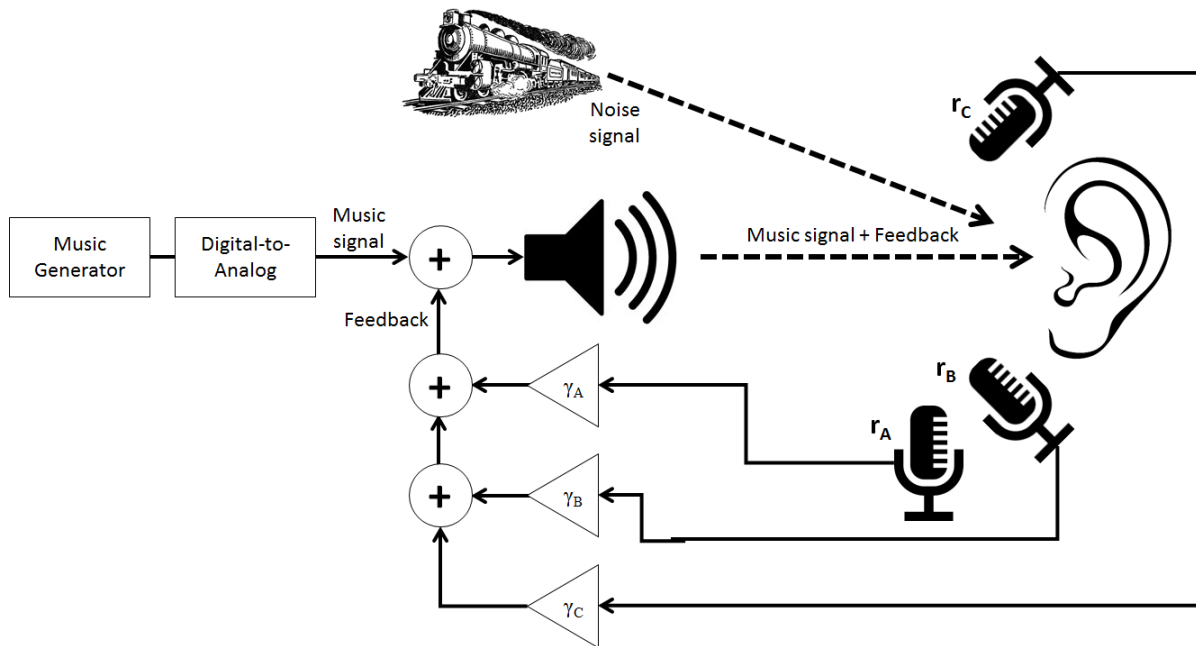 Noise
signal
r_C
Music
Generator
Digital-to-
Analog
Music
signal
+
Music signal + Feedback
Feedback
+
γ_A
r_B
r_A
+
γ_B
γ_C